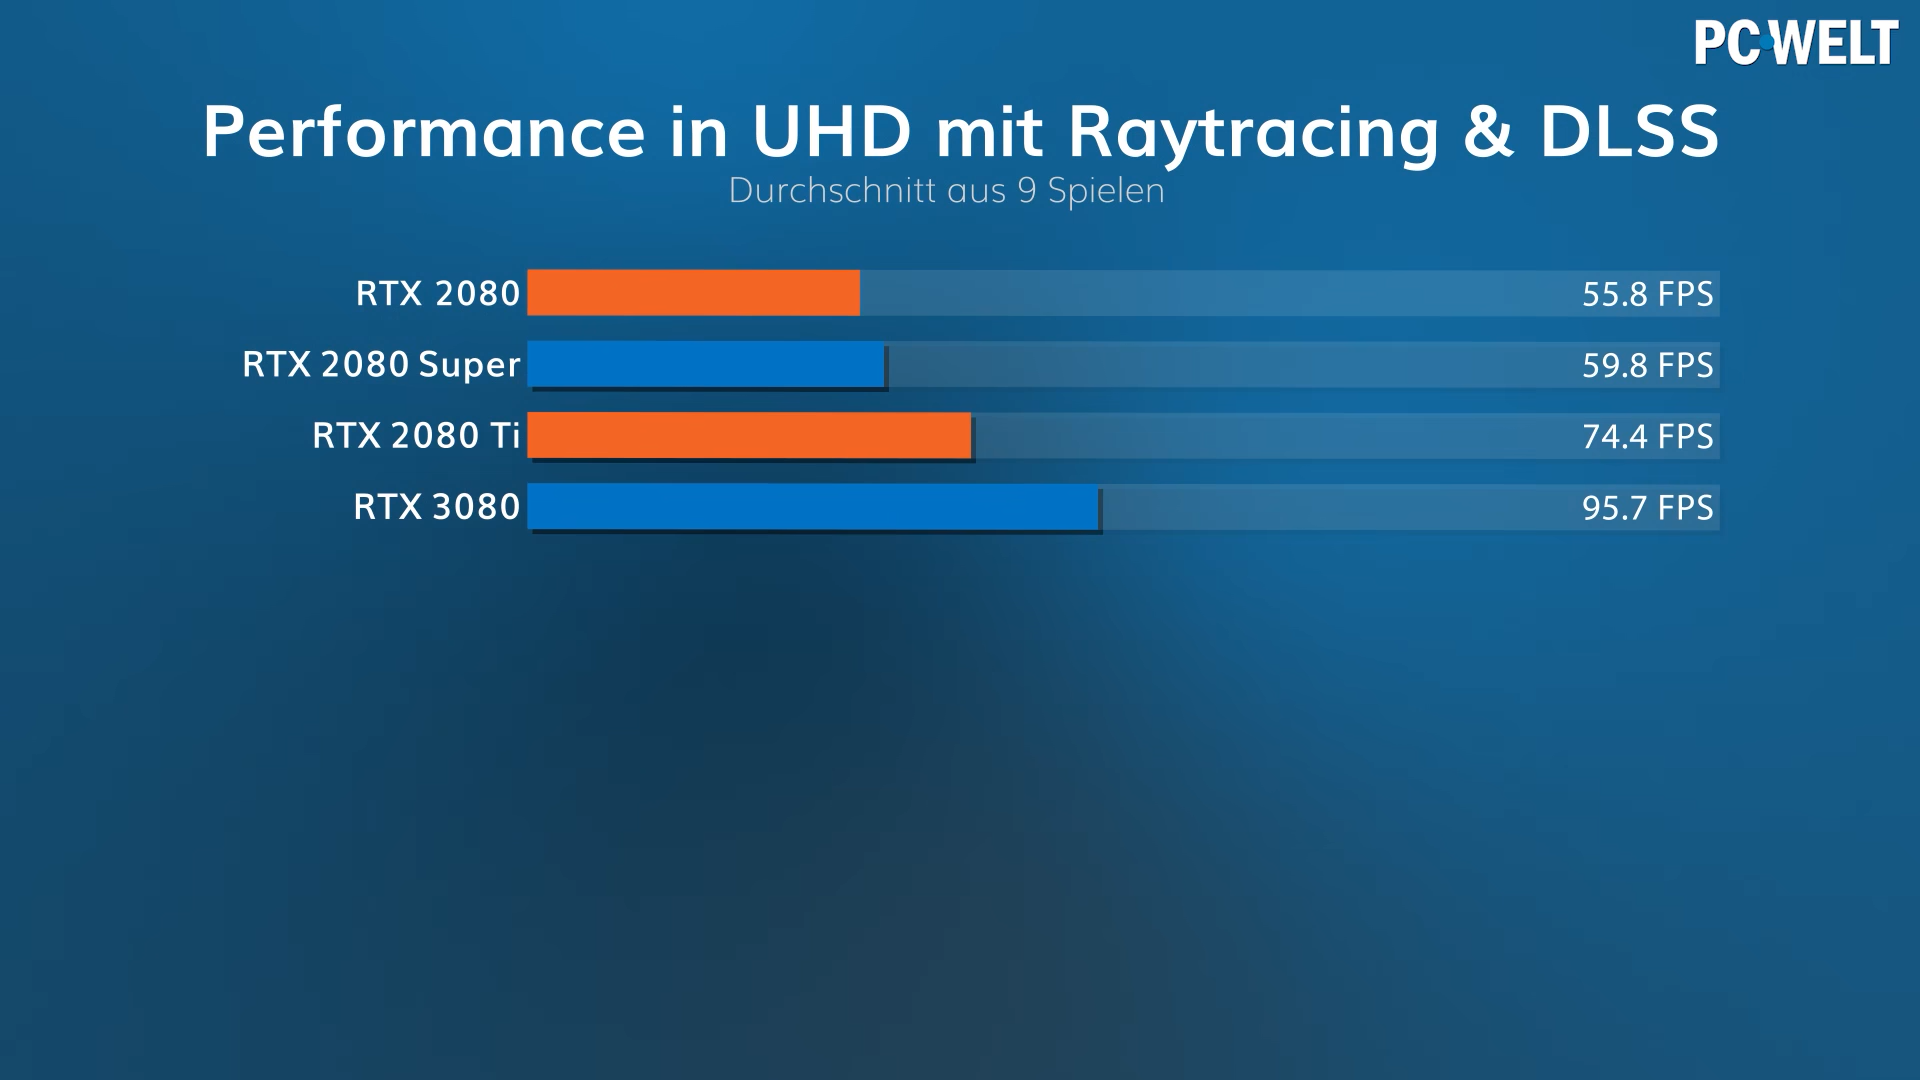 PC WELT
Performance in UHD mit Raytracing & DLSS
Durchschnitt aus 9 Spielen
RTX 2080 55.8 FPS
RTX 2080 Super 59.8 FPS
RTX 2080 Ti 74.4 FPS
RTX 3080 95.7 FPS